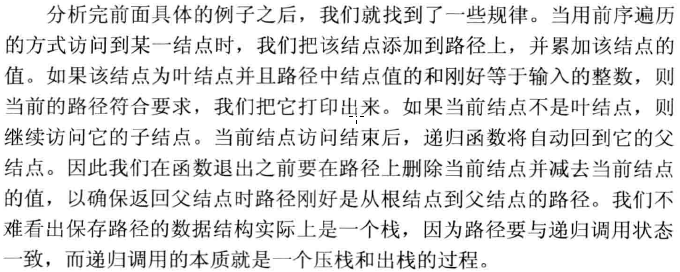 分析完前面具体的例子之后，我们就找到了一些规律。当用前序遍历
的方式访问到某一结点时，我们把该结点添加到路径上，并累加该结点的
值。如果该结点为叶结点并且路径中结点值的和刚好等于输入的整数，则
当前的路径符合要求，我们把它打印出来。如果当前结点不是叶结点，则
继续访问它的子结点。当前结点访问结束后，递归函数将自动回到它的父
结点。因此我们在函数退出之前要在路径上删除当前结点并减去当前结点
的值，以确保返回父结点时路径刚好是从根结点到父结点的路径。我们不
难看出保存路径的数据结构实际上是一个栈，因为路径要与递归调用状态
一致，而递归调用的本质就是一个压栈和出栈的过程。